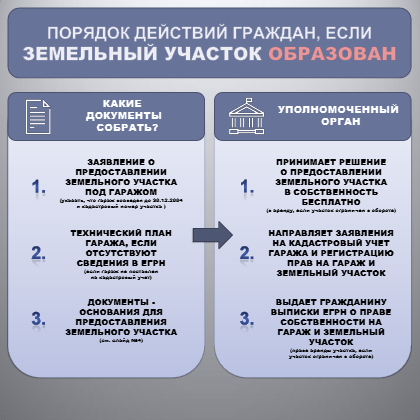 ПОРЯДОК ДЕЙСТВИЙ ГРАЖДАН, ЕСЛИ
ЗЕМЕЛЬНЫЙ УЧАСТОК ОБРАЗОВАН
КАКИЕ
ДОКУМЕНТЫ
СОБРАТЬ?
1.
ЗАЯВЛЕНИЕ О
ПРЕДОСТАВЛЕНИИ
ЗЕМЕЛЬНОГО УЧАСТКА
ПОД ГАРАЖОМ
(указать, что гараж возведен до 30.12.2004
и кадастровый номер участка )
2.
ТЕХНИЧЕСКИЙ ПЛАН
ГАРАЖА, ЕСЛИ
ОТСУТСТВУЮТ
СВЕДЕНИЯ В ЕГРН
(если гараж не поставлен
на кадастровый учет)
3.
ДОКУМЕНТЫ -
ОСНОВАНИЯ ДЛЯ
ПРЕДОСТАВЛЕНИЯ
ЗЕМЕЛЬНОГО УЧАСТКА
(см. слайд №4)
УПОЛНОМОЧЕННЫЙ
ОРГАН
1.
ПРИНИМАЕТ РЕШЕНИЕ
О ПРЕДОСТАВЛЕНИИ
ЗЕМЕЛЬНОГО УЧАСТКА
В СОБСТВЕННОСТЬ
БЕСПЛАТНО
(в аренду, если участок ограничен в обороте)
2.
НАПРАВЛЯЕТ ЗАЯВЛЕНИЯ
НА КАДАСТРОВЫЙ УЧЕТ
ГАРАЖА И РЕГИСТРАЦИЮ
ПРАВ НА ГАРАЖ И
ЗЕМЕЛЬНЫЙ УЧАСТОК
3.
ВЫДАЕТ ГРАЖДАНИНУ
ВЫПИСКИ ЕГРН О ПРАВЕ
СОБСТВЕННОСТИ НА
ГАРАЖ И ЗЕМЕЛЬНЫЙ
УЧАСТОК
(права аренды участка, если
участок ограничен в обороте)